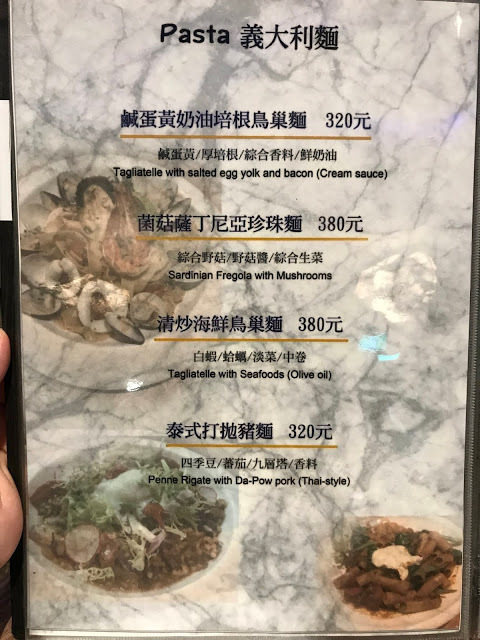 Pasta 義大利麵
鹹蛋黃奶油培根鳥巢麵 320元
鹹蛋黃/厚培根/綜合香料/鮮奶油
Tagliatelle with salted egg yolk and bacon (Cream sauce)
菌菇薩丁尼亞珍珠麵 380元
綜合野菇/野菇醬/綜合生菜
Sardinian Fregola with Mushrooms
清炒海鮮鳥巢麵 380元
白蝦/蛤蠣/淡菜/中卷
Tagliatelle with Seafoods (Olive oil)
泰式打拋豬麵 320元
四季豆/蕃茄/九層塔/香料
Penne Rigate with Da-Pow pork (Thai-style)